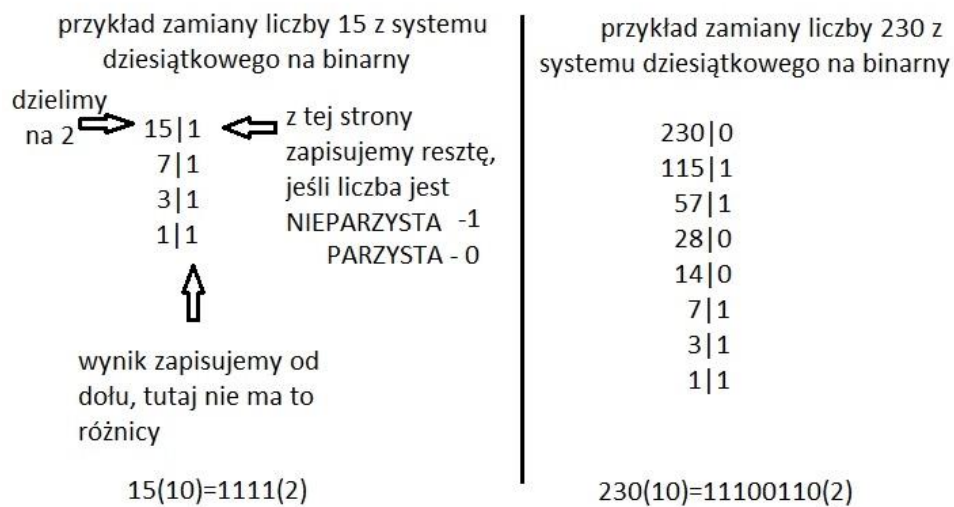 przykład zamiany liczby 15 z systemu
dziesiątkowego na binarny
dzielimy
na 2
15|1
7|1
3|1
1|1
z tej strony
zapisujemy resztę,
jeśli liczba jest
NIEPARZYSTA -1
PARZYSTA - 0
wynik zapisujemy od
dołu, tutaj nie ma to
różnicy
15(10)=1111(2)
przykład zamiany liczby 230 z
systemu dziesiątkowego na binarny
230|0
115|1
57|1
28|0
14|0
7|1
3|1
1|1
230(10)=11100110(2)